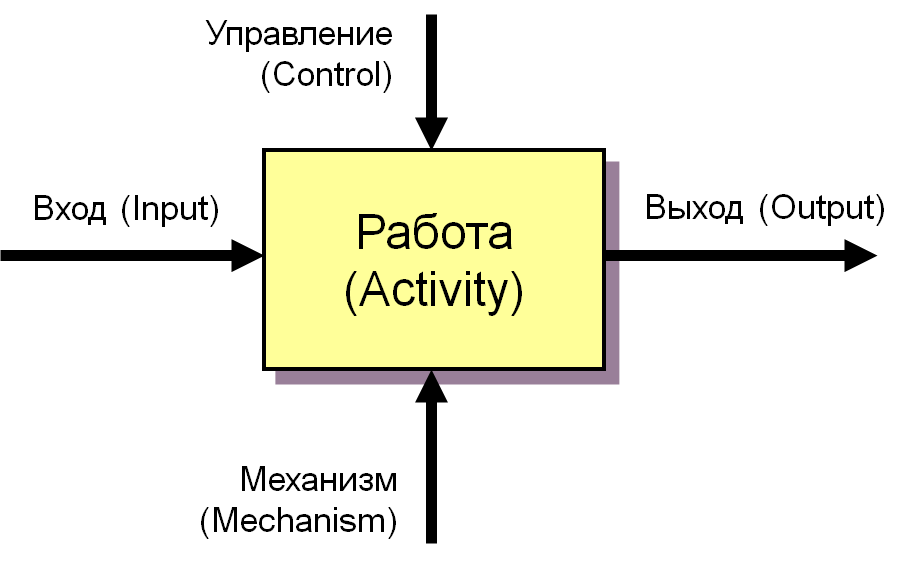 Управление
(Control)
Вход (Input)
Выход (Output)
Работа
(Activity)
Механизм
(Mechanism)